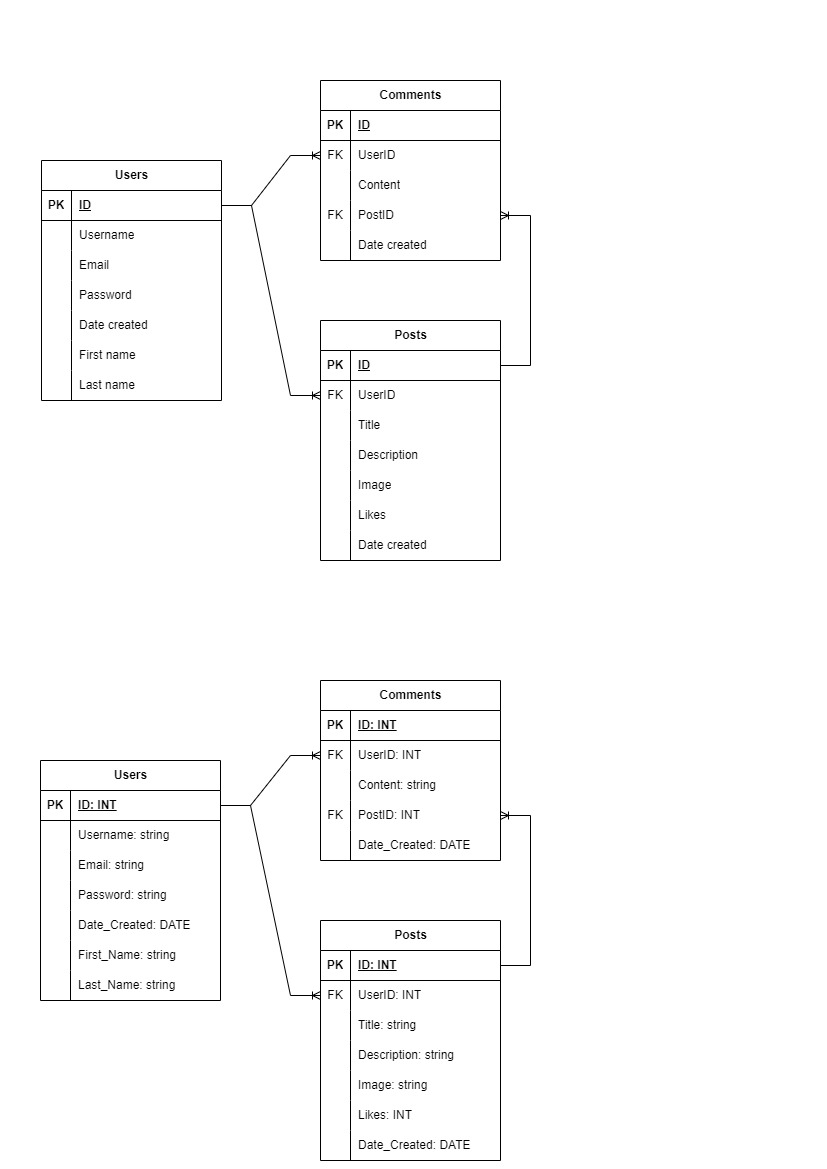 Comments
PK ID
FK UserID
Content
FK PostID
Date created
Users
PK ID
Username
Email
Password
Date created
First name
Last name
Posts
PK ID
FK UserID
Title
Description
Image
Likes
Date created
Comments
PK ID: INT
FK UserID: INT
Content: string
FK PostID: INT
Date_Created: DATE
Users
PK ID: INT
Username: string
Email: string
Password: string
Date_Created: DATE
First_Name: string
Last_Name: string
Posts
PK ID: INT
FK UserID: INT
Title: string
Description: string
Image: string
Likes: INT
Date_Created: DATE